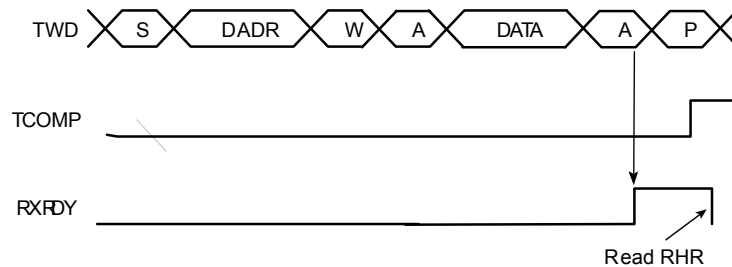 TWD S DADR W A DATA A P
TCOMP
RXRDY
Read RHR